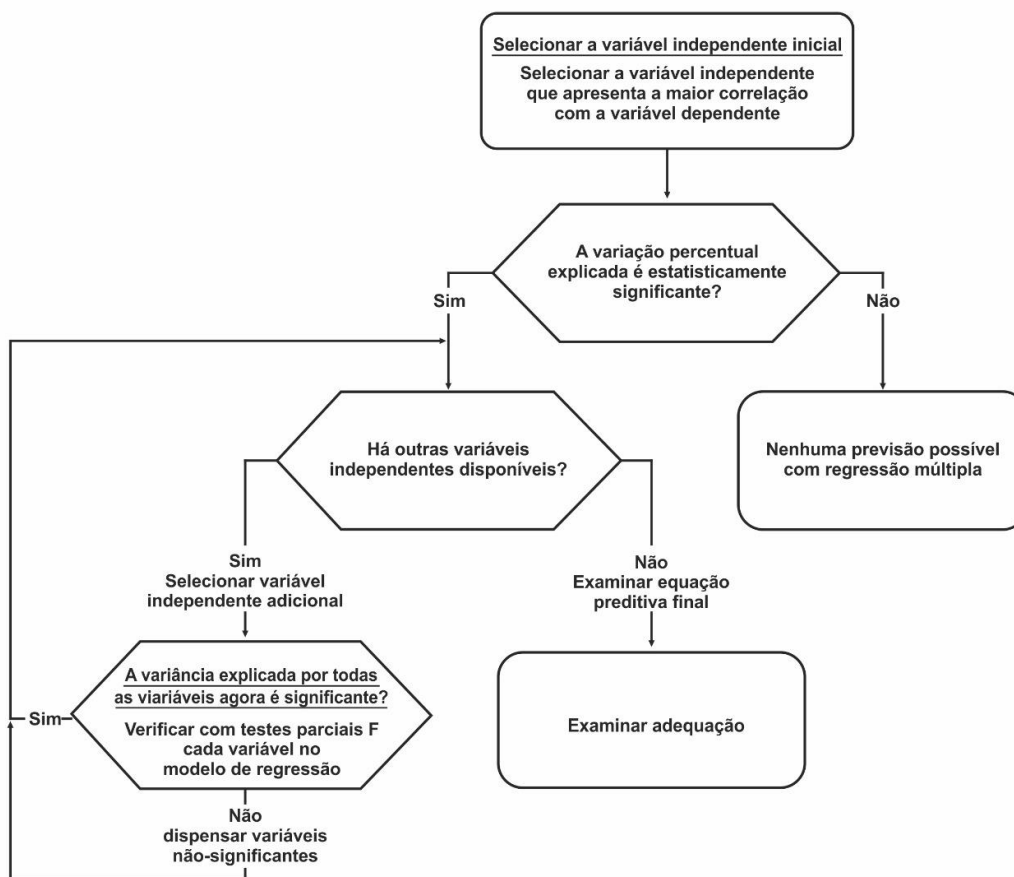 Selecionar a variável independente inicial
Selecionar a variável independente
que apresenta a maior correlação
com a variável dependente
A variação percentual
explicada é estatisticamente
significante?
Sim
Não
Há outras variáveis
independentes disponíveis?
Nenhuma previsão possível
com regressão múltipla
Sim
Selecionar variável
independente adicional
Não
Examinar equação
preditiva final
A variância explicada por todas
as viariáveis agora é significante?
Verificar com testes parciais F
cada variável no
modelo de regressão
Sim
Examinar adequação
Não
dispensar variáveis
não-significantes